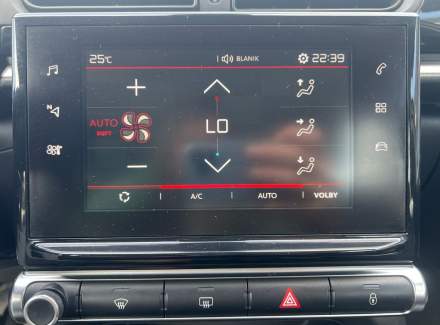 25°C BLANIK 22:39
N
AUTO
SOFT
LO
A/C AUTO VOLBY